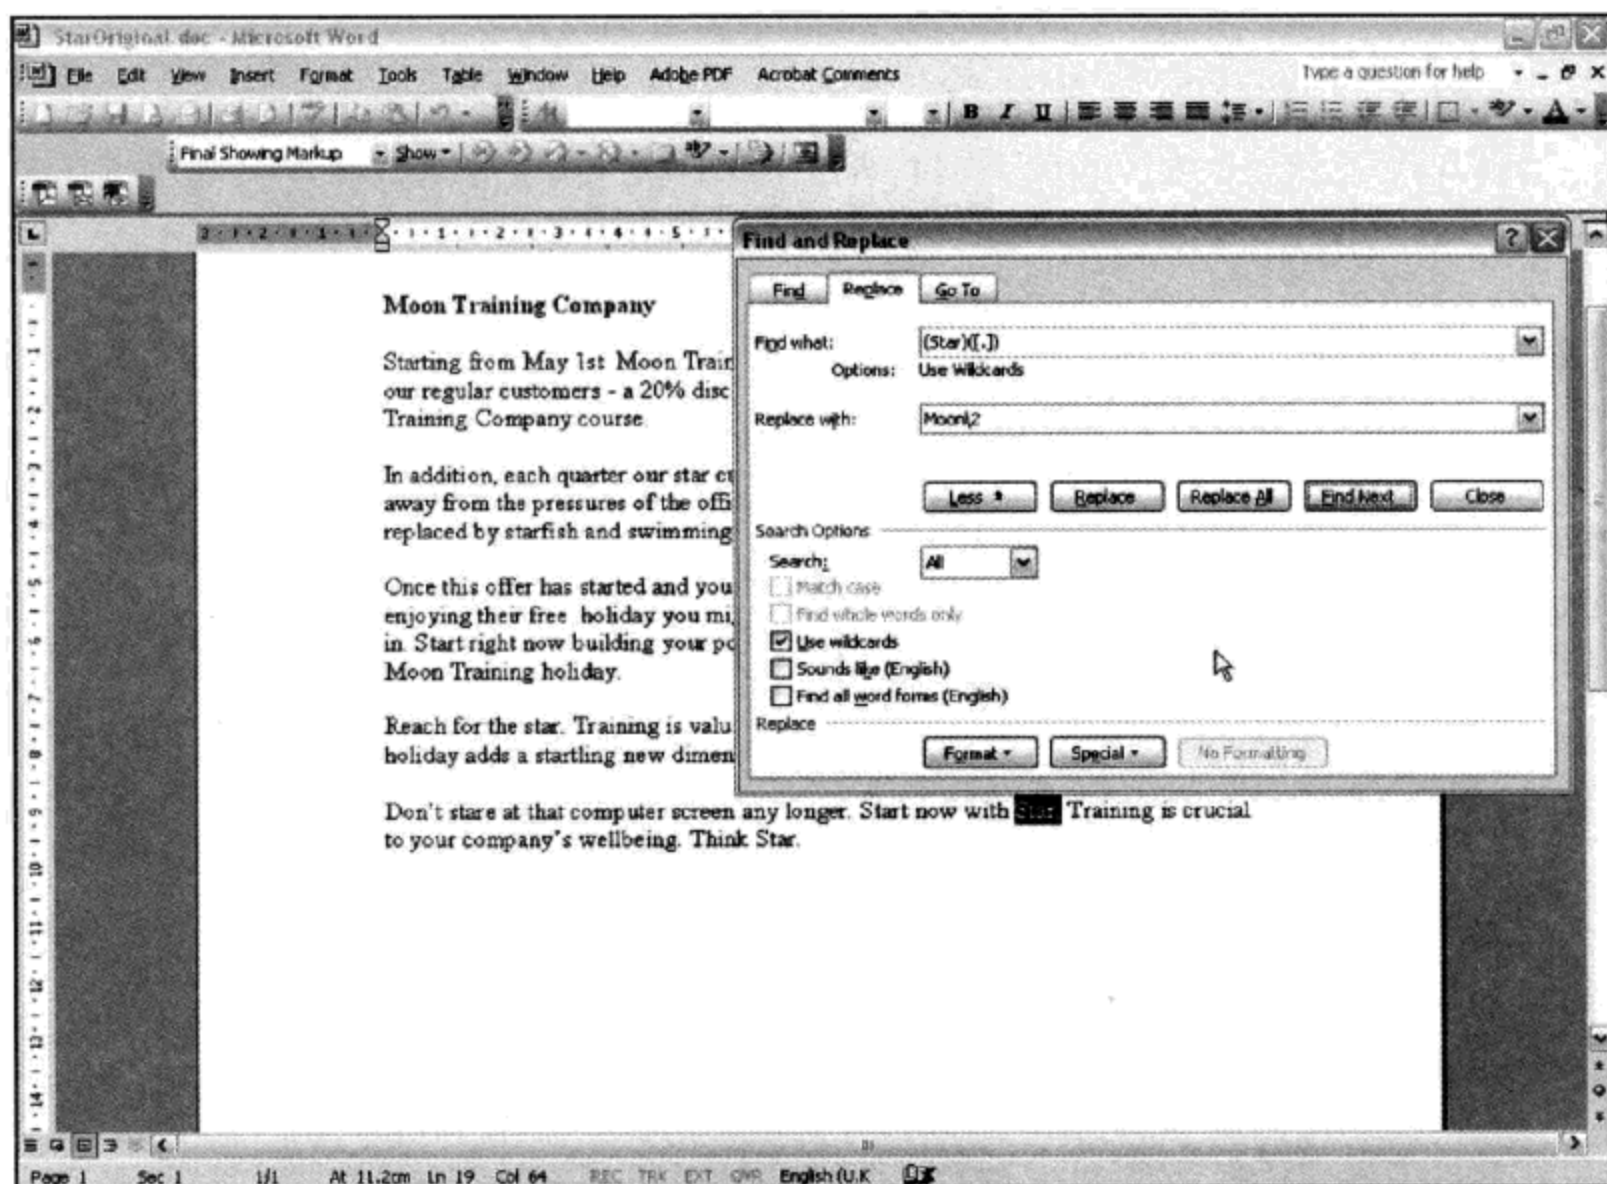 StarOriginal.doc - Microsoft Word
File Edit View Insert Format Tools Table Window Help Adobe PDF Acrobat Comments Type a question for help
B I U A
Final Showing Markup Show
Find and Replace
Find Replace Go To
Find what: (Star)([.])
Options: Use Wildcards
Replace with: Moon\2
Less Replace Replace All Find Next Close
Search Options
Search: All
Match case
Find whole words only
Use wildcards
Sounds like (English)
Find all word forms (English)
Replace
Format Special No Formatting
Moon Training Company
Starting from May 1st Moon Train
our regular customers - a 20% disc
Training Company course
In addition, each quarter our star cu
away from the pressures of the offi
replaced by starfish and swimming
Once this offer has started and you
enjoying their free holiday you mi
in. Start right now building your po
Moon Training holiday.
Reach for the star. Training is valu
holiday adds a startling new dimen
Don't stare at that computer screen any longer. Start now with Star. Training is crucial
to your company's wellbeing. Think Star.
Page 1 Sec 1 1/1 At 11.2cm Ln 19 Col 64 REC TRK EXT OVR English (U.K